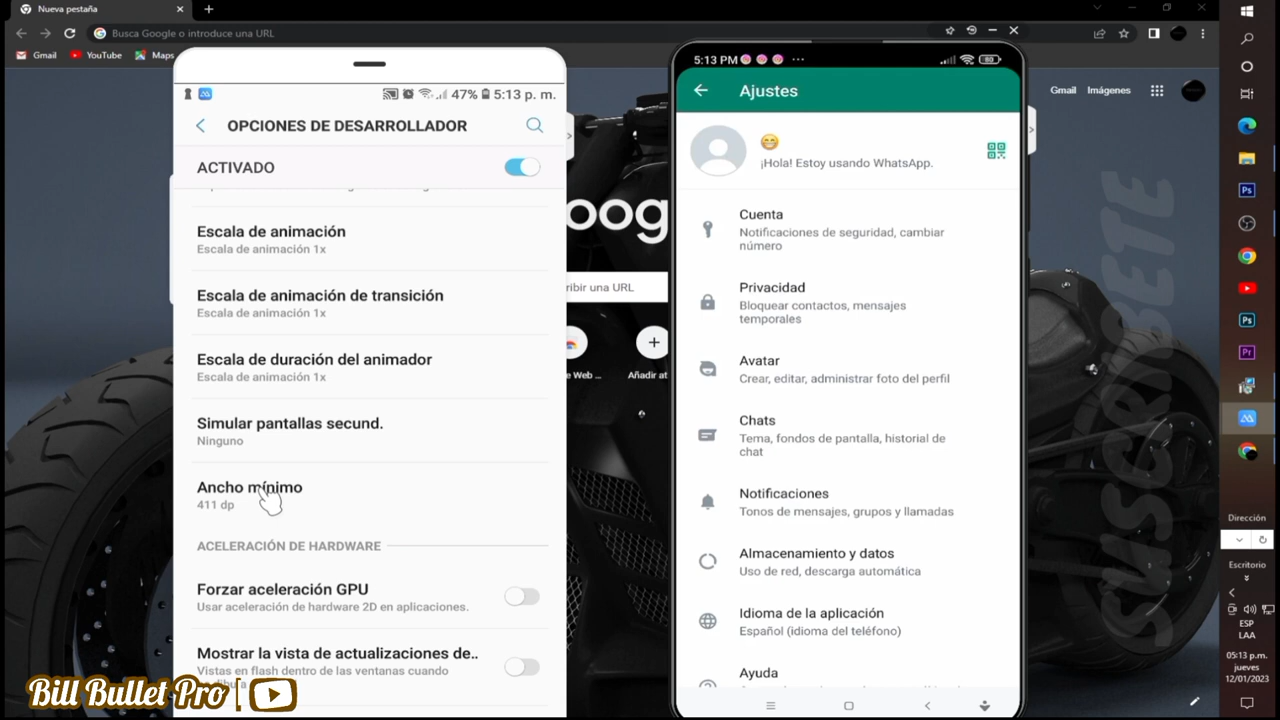 Nueva pestaña
Busca Google o introduce una URL
Gmail
YouTube
Maps
Gmail
Imágenes
47%
5:13 p. m.
OPCIONES DE DESARROLLADOR
ACTIVADO
Escala de animación
Escala de animación 1x
Escala de animación de transición
Escala de animación 1x
Escala de duración del animador
Escala de animación 1x
Simular pantallas secund.
Ninguno
Ancho mínimo
411 dp
ACELERACIÓN DE HARDWARE
Forzar aceleración GPU
Usar aceleración de hardware 2D en aplicaciones.
Mostrar la vista de actualizaciones de..
Vistas en flash dentro de las ventanas cuando
oog
ribir una URL
e Web ...
Añadir at
5:13 PM
80
Ajustes
¡Hola! Estoy usando WhatsApp.
Cuenta
Notificaciones de seguridad, cambiar
número
Privacidad
Bloquear contactos, mensajes
temporales
Avatar
Crear, editar, administrar foto del perfil
Chats
Tema, fondos de pantalla, historial de
chat
Notificaciones
Tonos de mensajes, grupos y llamadas
Almacenamiento y datos
Uso de red, descarga automática
Idioma de la aplicación
Español (idioma del teléfono)
Ayuda
SUSCRIBETE
Ps
Ps
Pr
Dirección
Escritorio
ESP
LAA
05:13 p.m.
jueves
12/01/2023
Bill Bullet Pro [